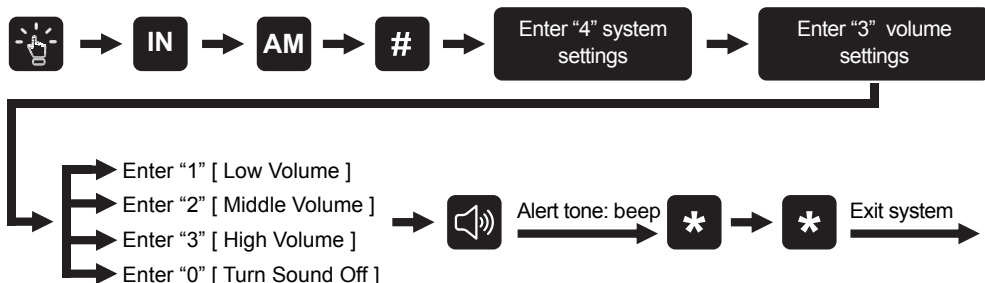 IN
AM
#
Enter “4” system
settings
Enter “3” volume
settings
Enter “1” [ Low Volume ]
Enter “2” [ Middle Volume ]
Enter “3” [ High Volume ]
Enter “0” [ Turn Sound Off ]
Alert tone: beep
*
*
Exit system